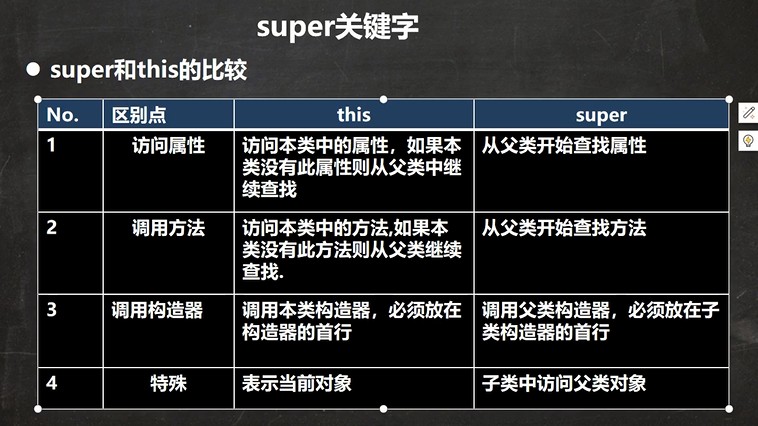 super关键字
● super和this的比较
No. 区别点 this super
1 访问属性 访问本类中的属性，如果本 从父类开始查找属性
类没有此属性则从父类中继
续查找
2 调用方法 访问本类中的方法,如果本 从父类开始查找方法
类没有此方法则从父类继续
查找.
3 调用构造器 调用本类构造器，必须放在 调用父类构造器，必须放在子
构造器的首行 类构造器的首行
4 特殊 表示当前对象 子类中访问父类对象